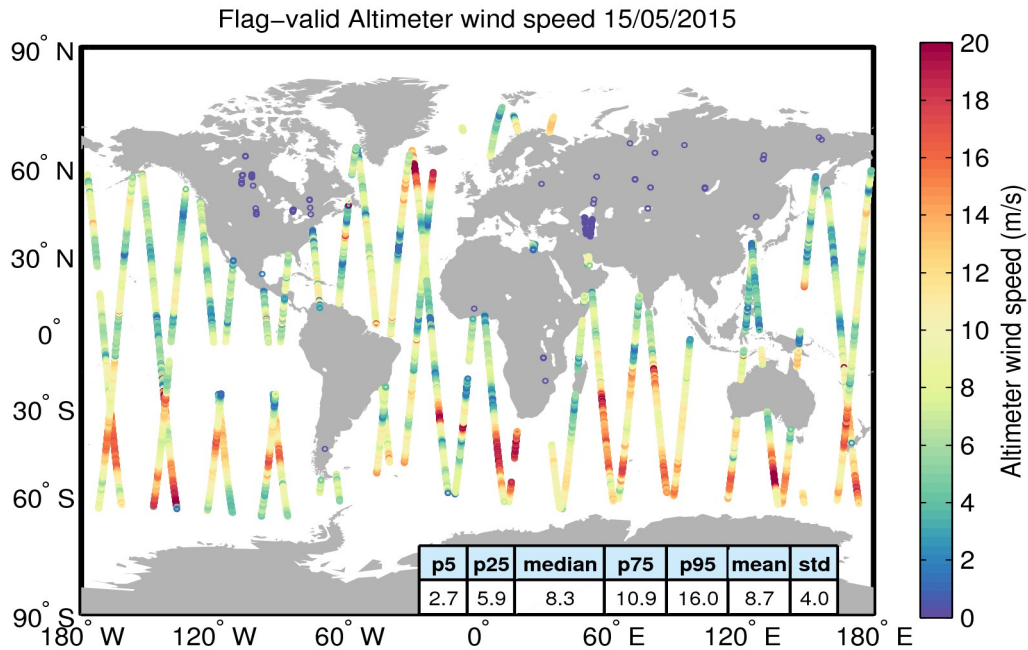 Flag−valid Altimeter wind speed 15/05/2015
90° N
60° N
30° N
0°
30° S
60° S
90° S
180° W
120° W
60° W
0°
60° E
120° E
180° E
p5 p25 median p75 p95 mean std
2.7 5.9 8.3 10.9 16.0 8.7 4.0
20
18
16
14
12
10
8
6
4
2
0
Altimeter wind speed (m/s)